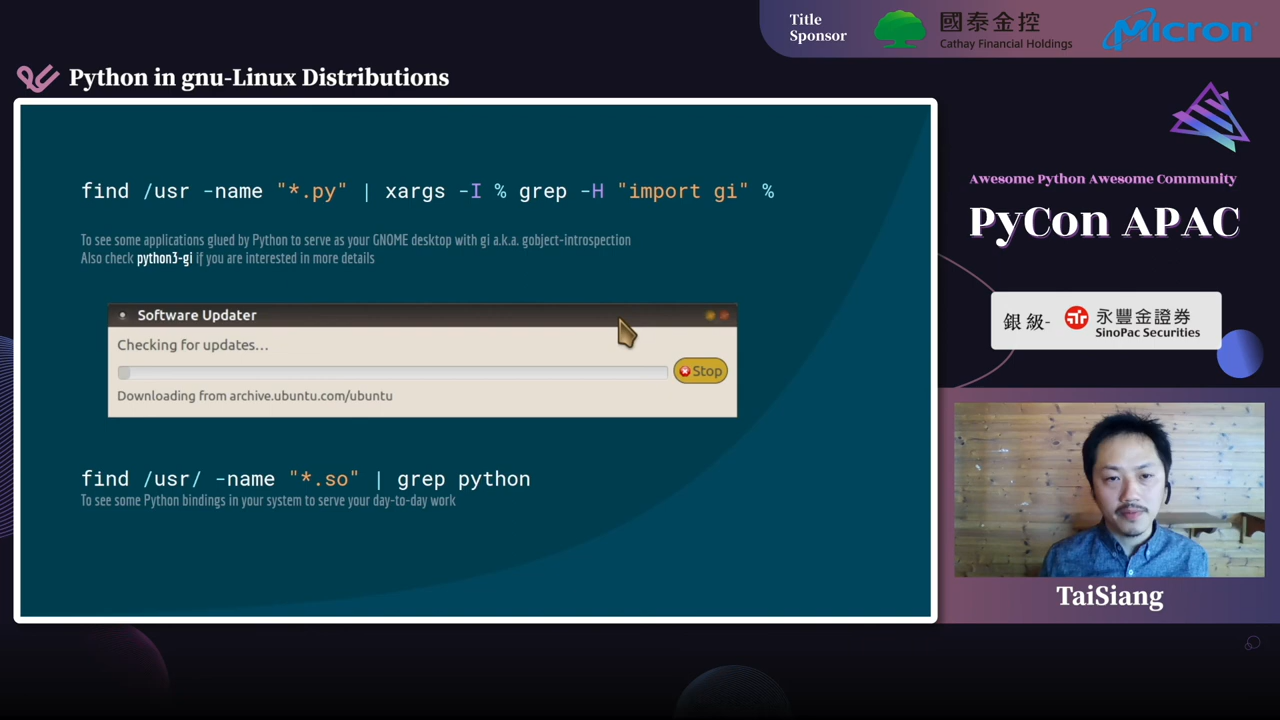 Title
Sponsor
國泰金控
Cathay Financial Holdings
Micron
Python in gnu-Linux Distributions
find /usr -name "*.py" | xargs -I % grep -H "import gi" %
To see some applications glued by Python to serve as your GNOME desktop with gi a.k.a. gobject-introspection
Also check python3-gi if you are interested in more details
Software Updater
Checking for updates...
Stop
Downloading from archive.ubuntu.com/ubuntu
find /usr/ -name "*.so" | grep python
To see some Python bindings in your system to serve your day-to-day work
Awesome Python Awesome Community
PyCon APAC
銀級-
永豐金證券
SinoPac Securities
TaiSiang